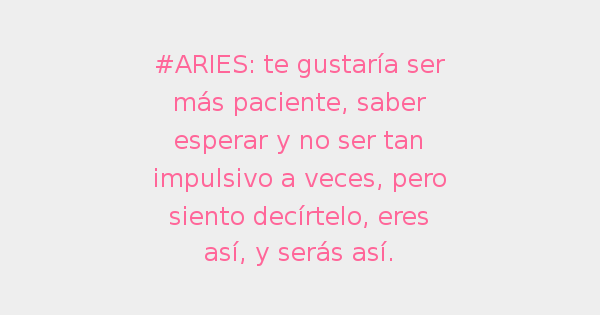 #ARIES: te gustaría ser
más paciente, saber
esperar y no ser tan
impulsivo a veces, pero
siento decírtelo, eres
así, y serás así.